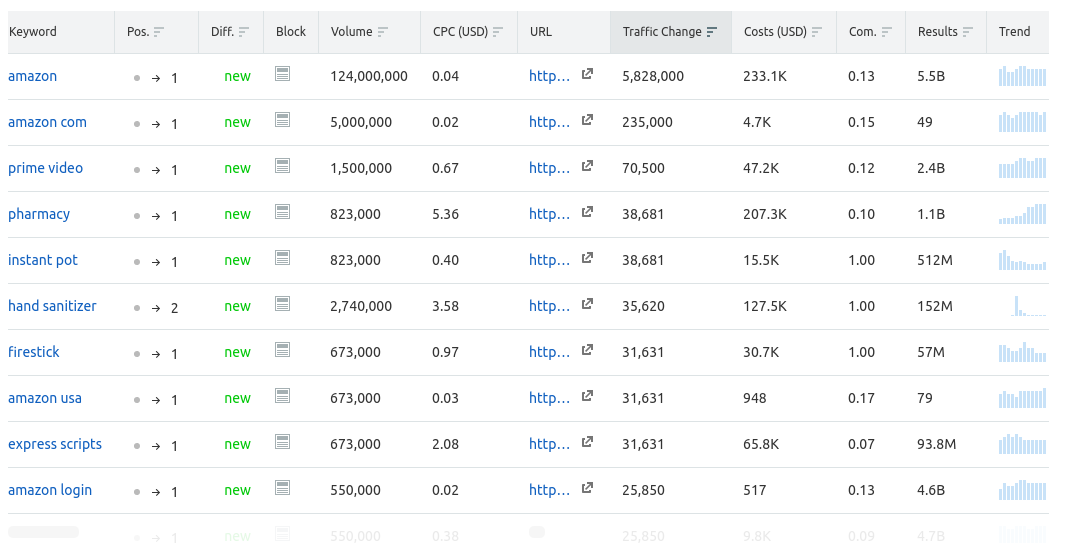 Keyword Pos. Diff. Block Volume CPC (USD) URL Traffic Change Costs (USD) Com. Results Trend
amazon → 1 new 124,000,000 0.04 http... 5,828,000 233.1K 0.13 5.5B
amazon com → 1 new 5,000,000 0.02 http... 235,000 4.7K 0.15 49
prime video → 1 new 1,500,000 0.67 http... 70,500 47.2K 0.12 2.4B
pharmacy → 1 new 823,000 5.36 http... 38,681 207.3K 0.10 1.1B
instant pot → 1 new 823,000 0.40 http... 38,681 15.5K 1.00 512M
hand sanitizer → 2 new 2,740,000 3.58 http... 35,620 127.5K 1.00 152M
firestick → 1 new 673,000 0.97 http... 31,631 30.7K 1.00 57M
amazon usa → 1 new 673,000 0.03 http... 31,631 948 0.17 79
express scripts → 1 new 673,000 2.08 http... 31,631 65.8K 0.07 93.8M
amazon login → 1 new 550,000 0.02 http... 25,850 517 0.13 4.6B
→ 1 new 550,000 0.38 25,850 9.8K 0.89 4.7B